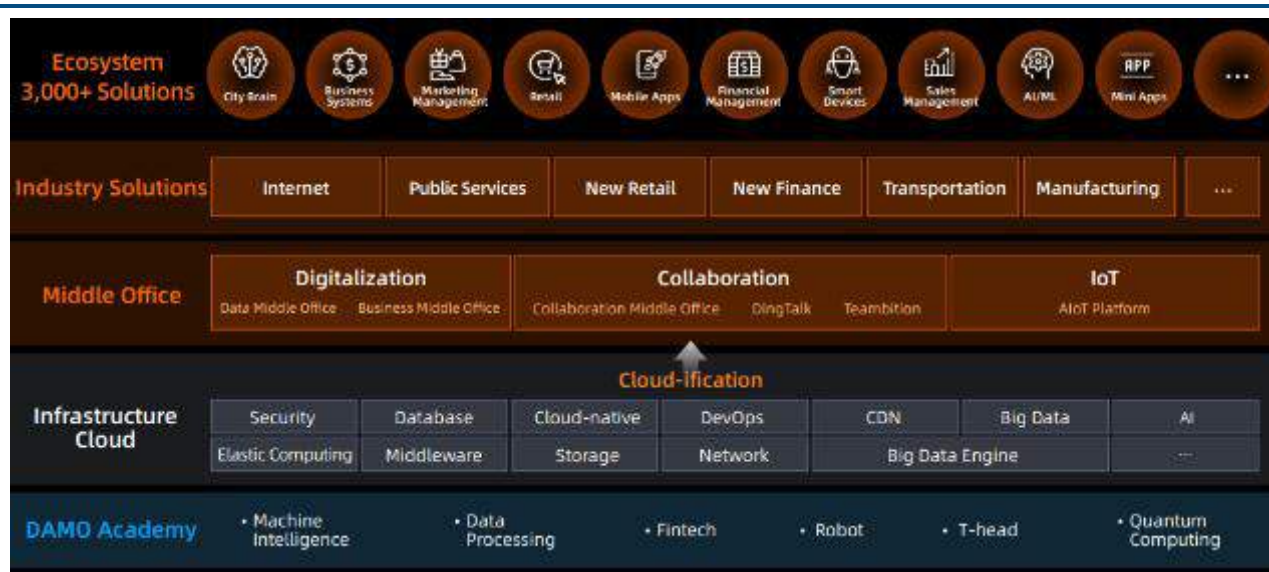 Ecosystem
3,000+ Solutions
City Brain
Business
Systems
Marketing
Management
Retail
Mobile Apps
Financial
Management
Smart
Devices
Sales
Management
AI/ML
APP
Mini Apps
...
Industry Solutions
Internet
Public Services
New Retail
New Finance
Transportation
Manufacturing
...
Middle Office
Digitalization
Data Middle Office Business Middle Office
Collaboration
Collaboration Middle Office DingTalk Teambition
IoT
AIoT Platform
Cloud-ification
Infrastructure
Cloud
Security Database Cloud-native DevOps CDN Big Data AI
Elastic Computing Middleware Storage Network Big Data Engine ...
DAMO Academy
• Machine
Intelligence
• Data
Processing
• Fintech
• Robot
• T-head
• Quantum
Computing